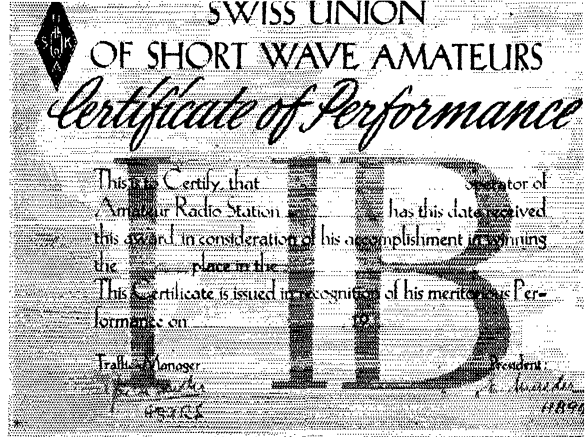 SWISS UNION
OF SHORT WAVE AMATEURS
Certificate of Performance
HB
This is to Certify, that operator of
Amateur Radio Station has this date received
this award in consideration of his accomplishment in winning
the place in the
This Certificate is issued in recognition of his meritorious Per-
formance on 19
Traffic Manager President: